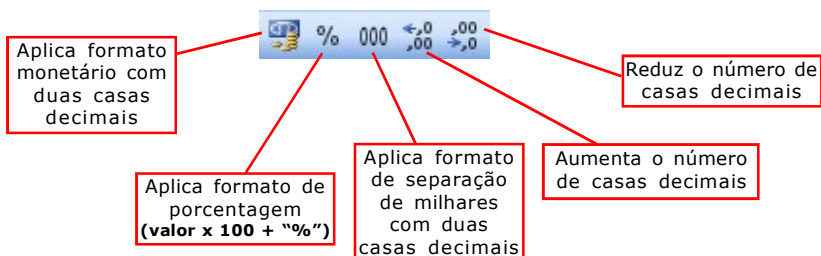 % 000 ←,0 ,00
,00 →,0
Aplica formato
monetário com
duas casas
decimais
Reduz o número de
casas decimais
Aplica formato de
porcentagem
(valor x 100 + “%”)
Aplica formato
de separação
de milhares
com duas
casas decimais
Aumenta o número
de casas decimais